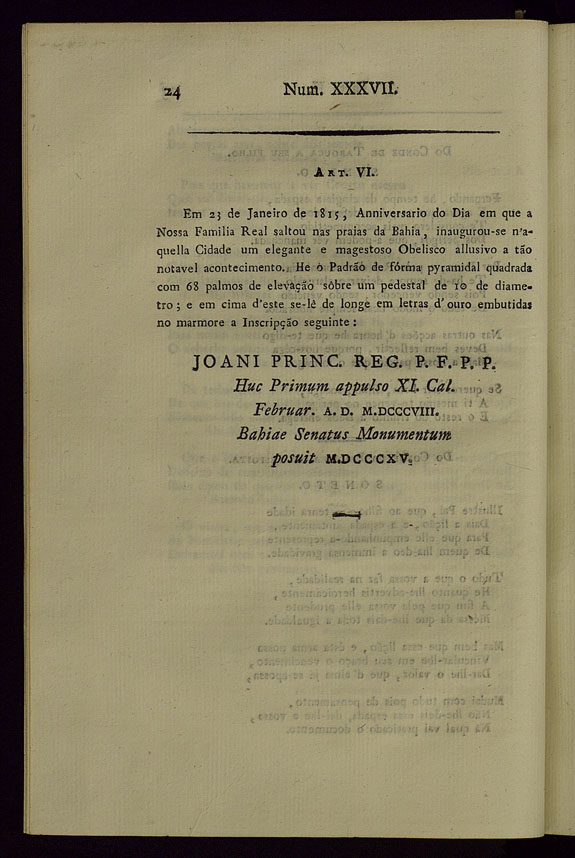 24
Num. XXXVII.
ART. VI.
Em 23 de Janeiro de 1815, Anniversario do Dia em que a
Nossa Familia Real saltou nas praias da Bahia, inaugurou-se n'a-
quella Cidade um elegante e magestoso Obelisco allusivo a tão
notavel acontecimento. He ò Padrão de fórma pyramidal quadrada
com 68 palmos de elevação sôbre um pedestal de 10 de diame-
tro; e em cima d'este se-lê de longe em letras d'ouro embutidas
no marmore a Inscripção seguinte:
JOANI PRINC. REG. P. F. P. P.
Huc Primum appulso XI. Cal.
Februar. A. D. M.DCCCVIII.
Bahiae Senatus Monumentum
posuit M.DCCCXV.